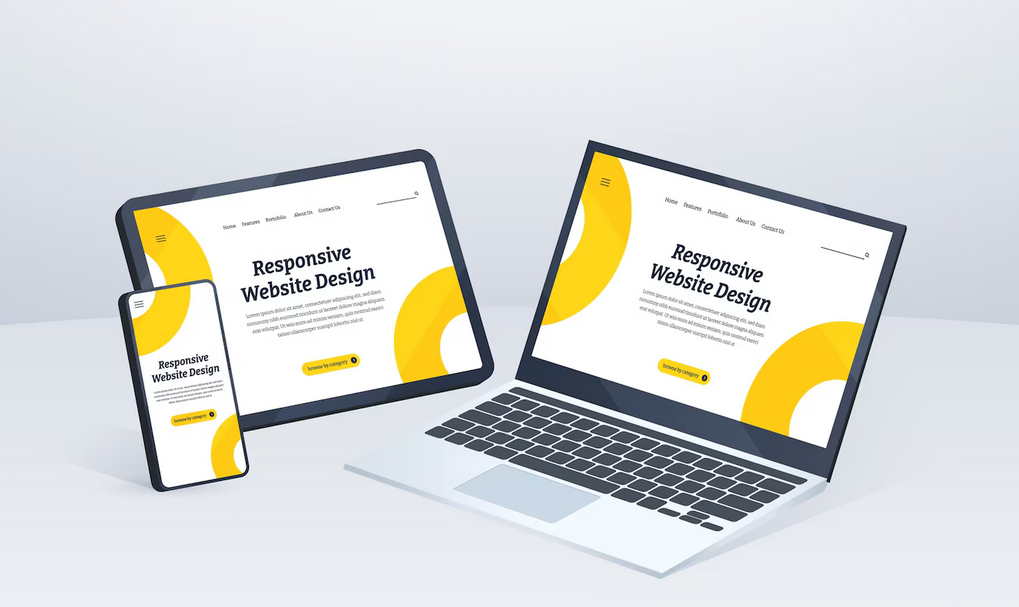 Home Features Portofolio About Us Contact Us
Responsive
Website Design
Lorem ipsum dolor sit amet, consectetuer adipiscing elit, sed diam
nonummy nibh euismod tincidunt ut laoreet dolore magna aliquam
erat volutpat. Ut wisi enim ad minim veniam, quis nostrud exerci
tation ullamcorper suscipit lobortis nisl ut
browse by category
Responsive
Website Design
browse by category
Home Features Portofolio About Us Contact Us
Responsive
Website Design
Lorem ipsum dolor sit amet, consectetuer adipiscing elit, sed diam
nonummy nibh euismod tincidunt ut laoreet dolore magna aliquam
erat volutpat. Ut wisi enim ad minim veniam, quis nostrud exerci
tation ullamcorper suscipit lobortis nisl ut
browse by category